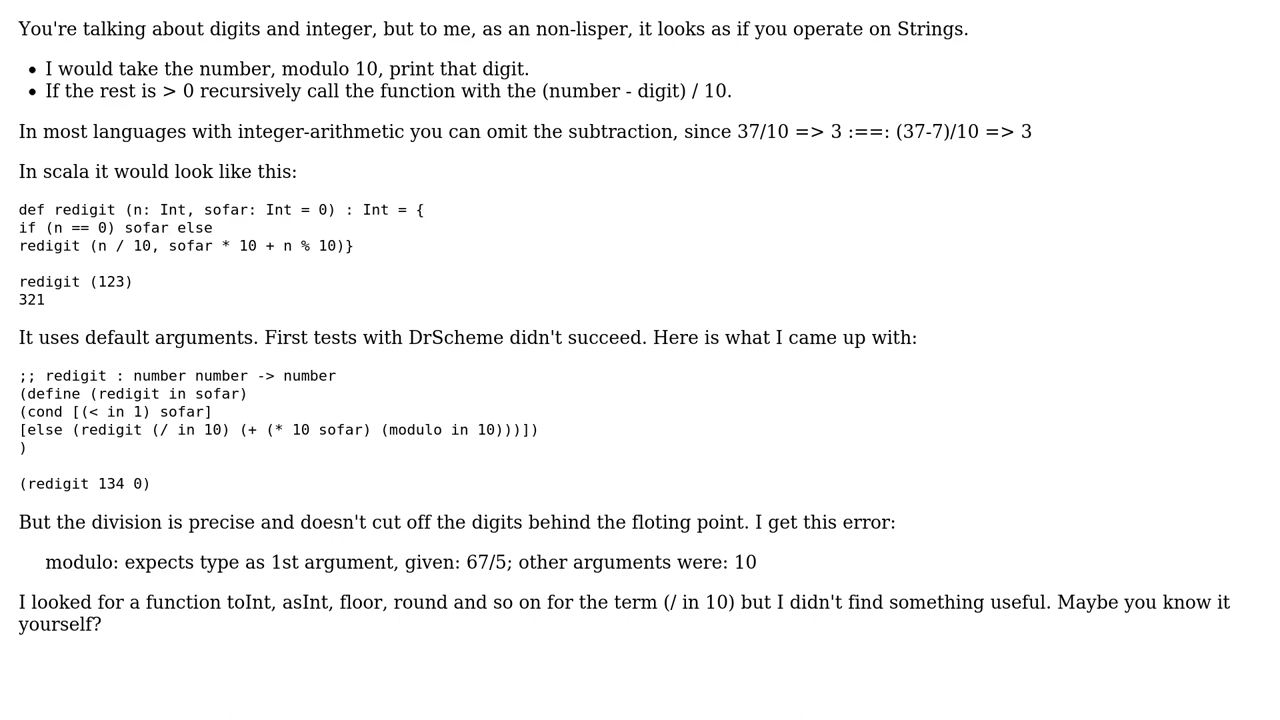 You're talking about digits and integer, but to me, as an non-lisper, it looks as if you operate on Strings.
• I would take the number, modulo 10, print that digit.
• If the rest is > 0 recursively call the function with the (number - digit) / 10.
In most languages with integer-arithmetic you can omit the subtraction, since 37/10 => 3 :==: (37-7)/10 => 3
In scala it would look like this:
def redigit (n: Int, sofar: Int = 0) : Int = {
if (n == 0) sofar else
redigit (n / 10, sofar * 10 + n % 10)}
redigit (123)
321
It uses default arguments. First tests with DrScheme didn't succeed. Here is what I came up with:
;; redigit : number number -> number
(define (redigit in sofar)
(cond [(< in 1) sofar]
[else (redigit (/ in 10) (+ (* 10 sofar) (modulo in 10)))])
)
(redigit 134 0)
But the division is precise and doesn't cut off the digits behind the floting point. I get this error:
modulo: expects type as 1st argument, given: 67/5; other arguments were: 10
I looked for a function toInt, asInt, floor, round and so on for the term (/ in 10) but I didn't find something useful. Maybe you know it
yourself?